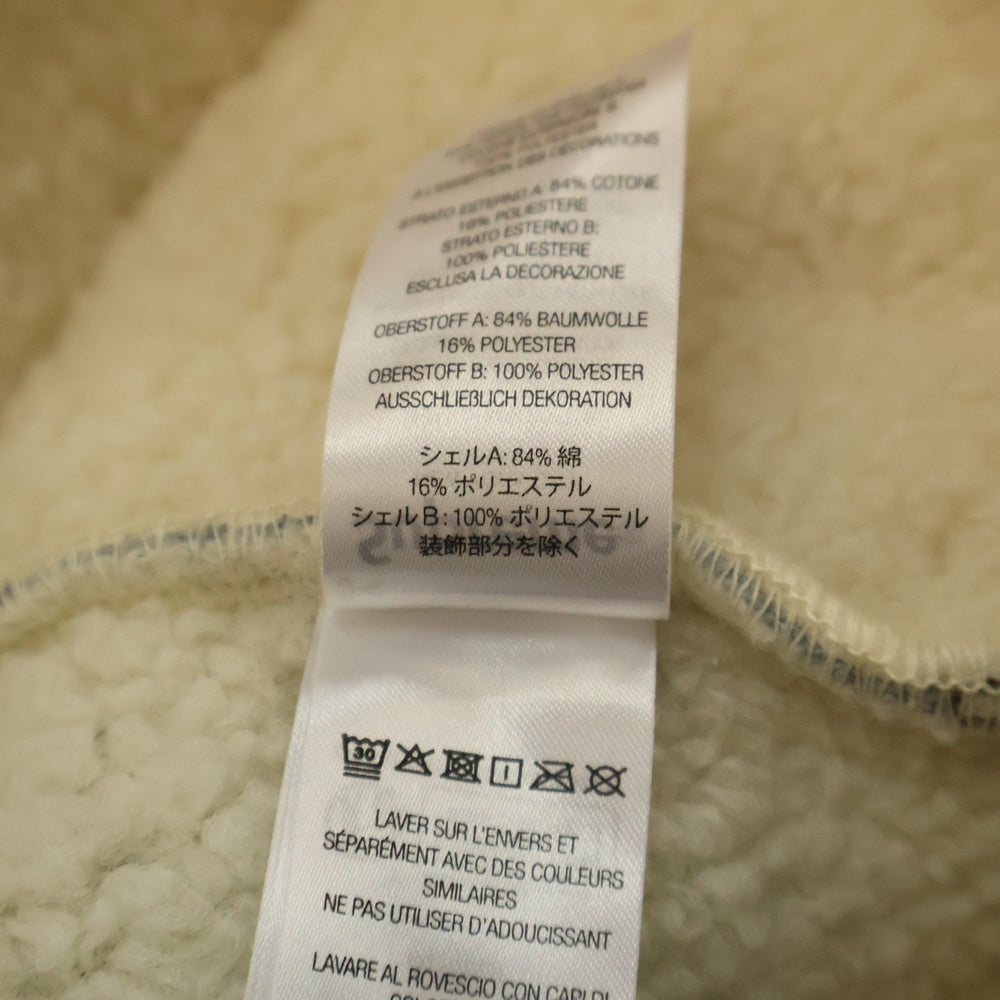 A L'EXCEPTION DES DECORATIONS
STRATO ESTERNO A: 84% COTONE
16% POLIESTERE
STRATO ESTERNO B:
100% POLIESTERE
ESCLUSA LA DECORAZIONE
OBERSTOFF A: 84% BAUMWOLLE
16% POLYESTER
OBERSTOFF B: 100% POLYESTER
AUSSCHLIEßLICH DEKORATION
シェルA: 84% 綿
16% ポリエステル
シェル B : 100% ポリエステル
装飾部分を除く
30
LAVER SUR L'ENVERS ET
SÉPARÉMENT AVEC DES COULEURS
SIMILAIRES
NE PAS UTILISER D'ADOUCISSANT
LAVARE AL ROVESCIO CON CAPI DI